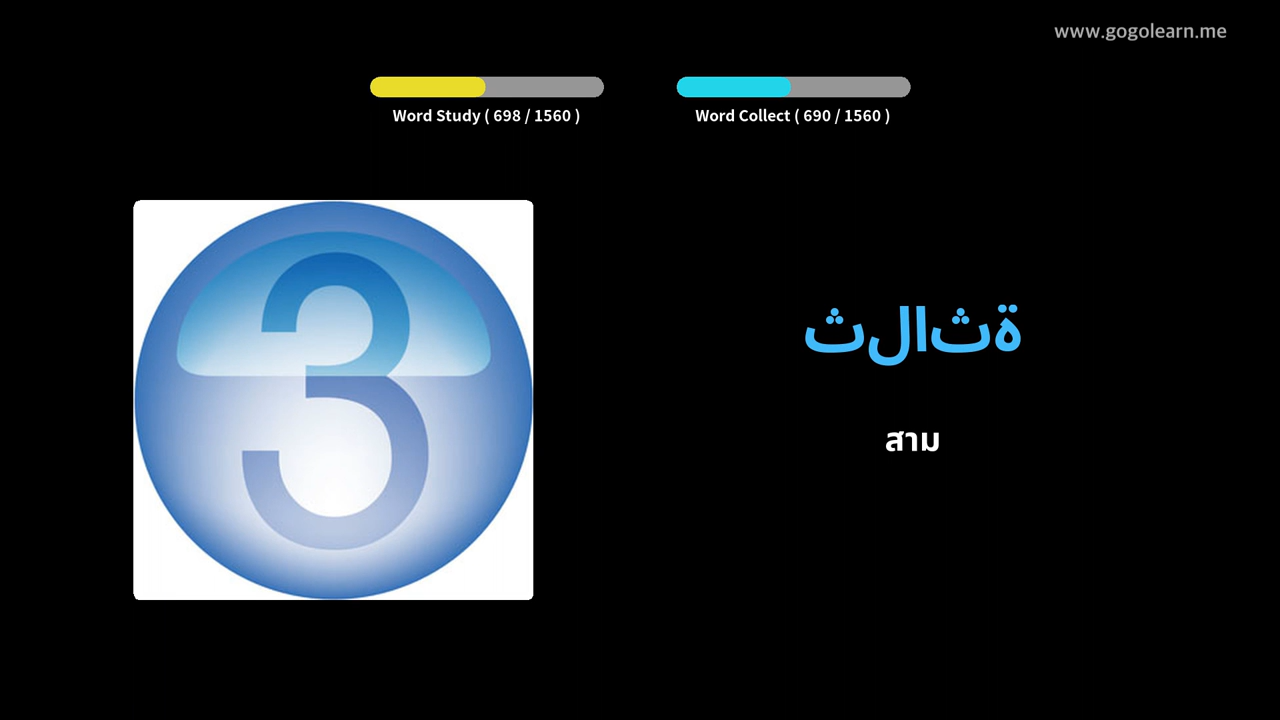 www.gogolearn.me
Word Study ( 698 / 1560 )
Word Collect ( 690 / 1560 )
3
ثلاثة
สาม